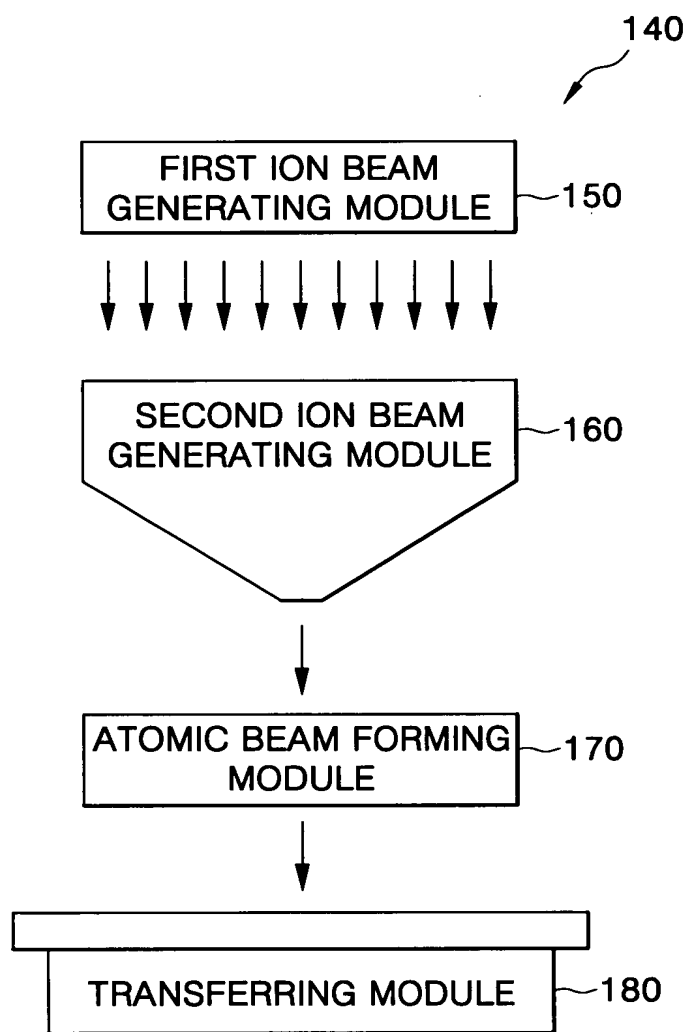 140
FIRST ION BEAM
GENERATING MODULE
150
SECOND ION BEAM
GENERATING MODULE
160
ATOMIC BEAM FORMING
MODULE
170
TRANSFERRING MODULE
180